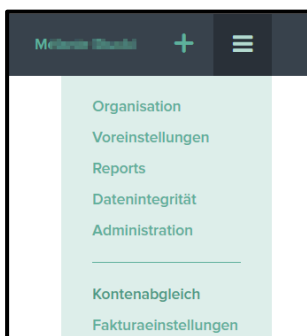 Organisation
Voreinstellungen
Reports
Datenintegrität
Administration
Kontenabgleich
Fakturaeinstellungen